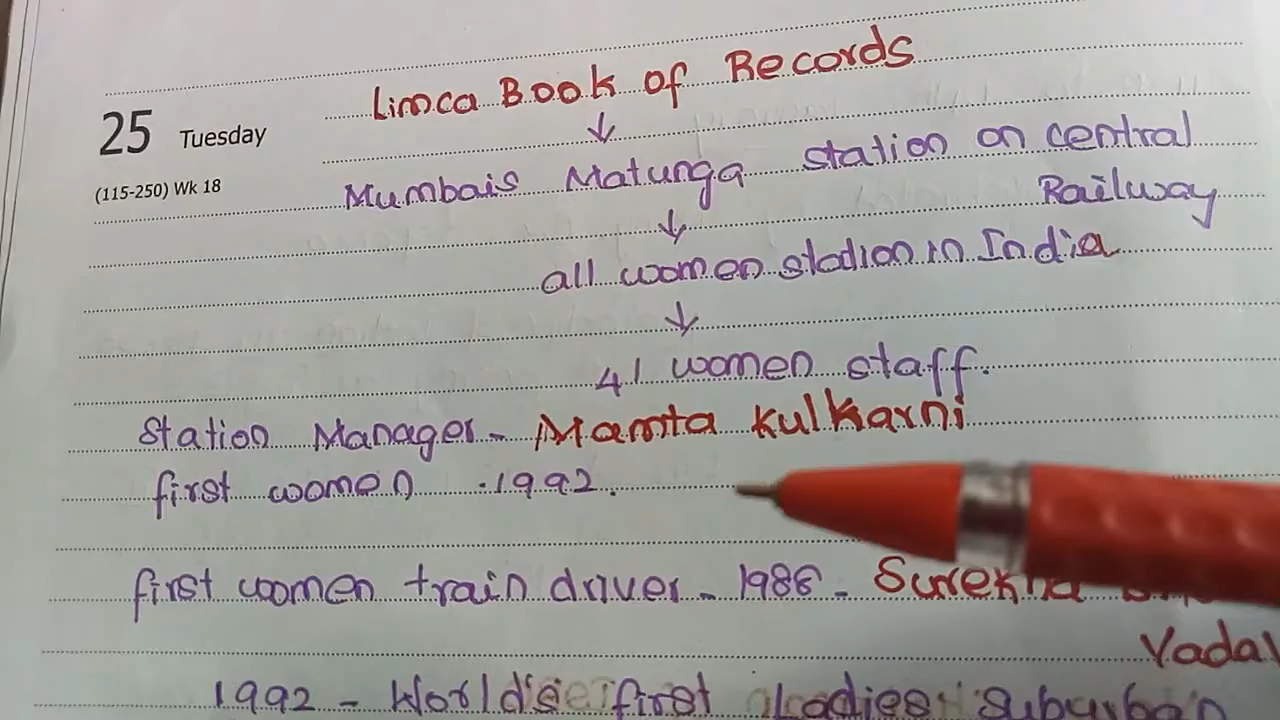 Limca Book of Records
25 Tuesday
↓
(115-250) Wk 18
Mumbais Matunga station on central
Railway
↓
all women station in India
↓
41 women staff.
Station Manager - Mamta Kulkarni
first women .1992.
first women train driver - 1988 - Surekha
Yadav
1992 - World's first Ladies suburban